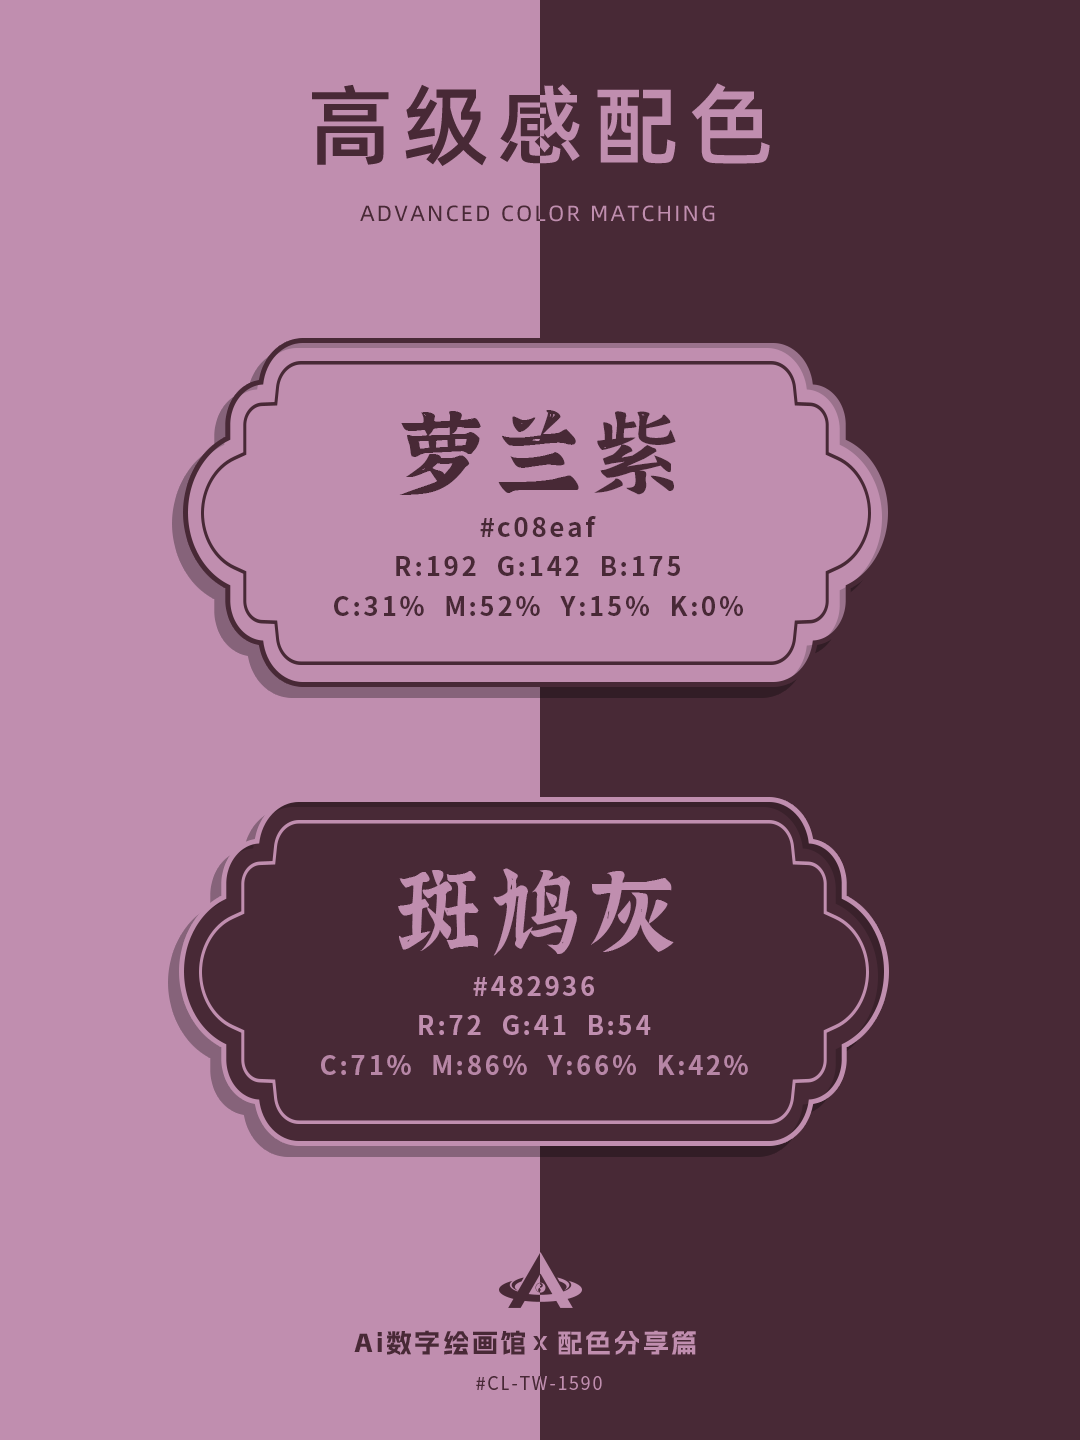 高级感配色
ADVANCED COLOR MATCHING
萝兰紫
#c08eaf
R:192 G:142 B:175
C:31% M:52% Y:15% K:0%
斑鸠灰
#482936
R:72 G:41 B:54
C:71% M:86% Y:66% K:42%
Ai数字绘画馆 x 配色分享篇
#CL-TW-1590